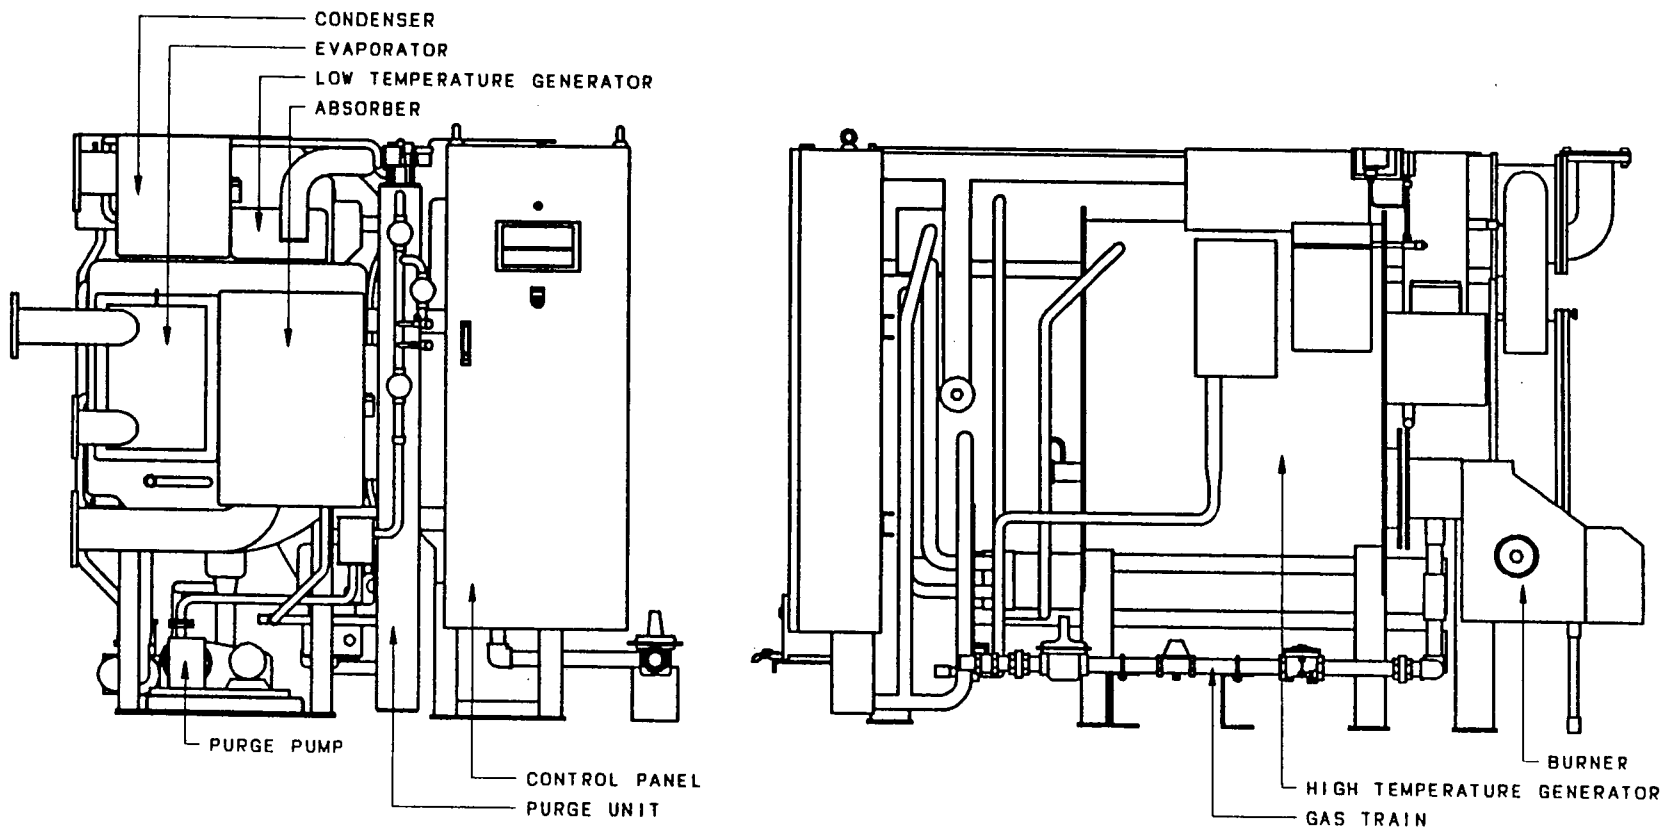 CONDENSER
EVAPORATOR
LOW TEMPERATURE GENERATOR
ABSORBER
PURGE PUMP
CONTROL PANEL
PURGE UNIT
BURNER
HIGH TEMPERATURE GENERATOR
GAS TRAIN